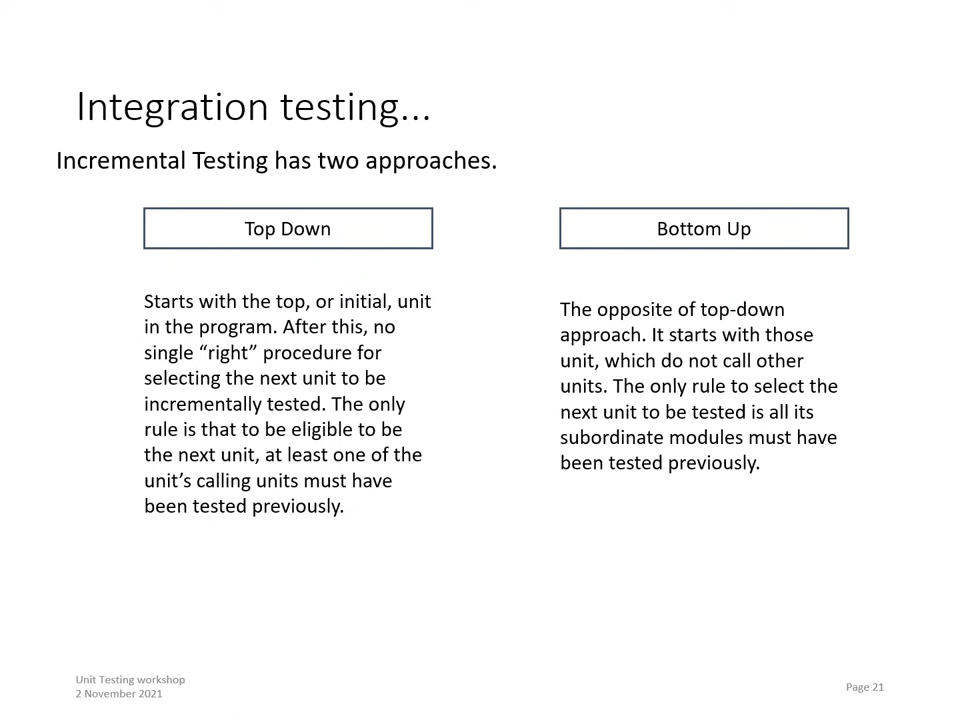 Integration testing...
Incremental Testing has two approaches.
Top Down
Starts with the top, or initial, unit
in the program. After this, no
single “right” procedure for
selecting the next unit to be
incrementally tested. The only
rule is that to be eligible to be
the next unit, at least one of the
unit’s calling units must have
been tested previously.
Bottom Up
The opposite of top-down
approach. It starts with those
unit, which do not call other
units. The only rule to select the
next unit to be tested is all its
subordinate modules must have
been tested previously.
Unit Testing workshop
2 November 2021
Page 21